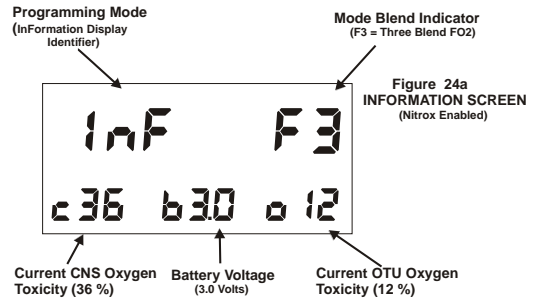 Programming Mode
(InFormation Display
Identifier)
Mode Blend Indicator
(F3 = Three Blend FO2)
Figure 24a
INFORMATION SCREEN
(Nitrox Enabled)
InF F3
c36 b3.0 o12
Current CNS Oxygen
Toxicity (36 %)
Battery Voltage
(3.0 Volts)
Current OTU Oxygen
Toxicity (12 %)